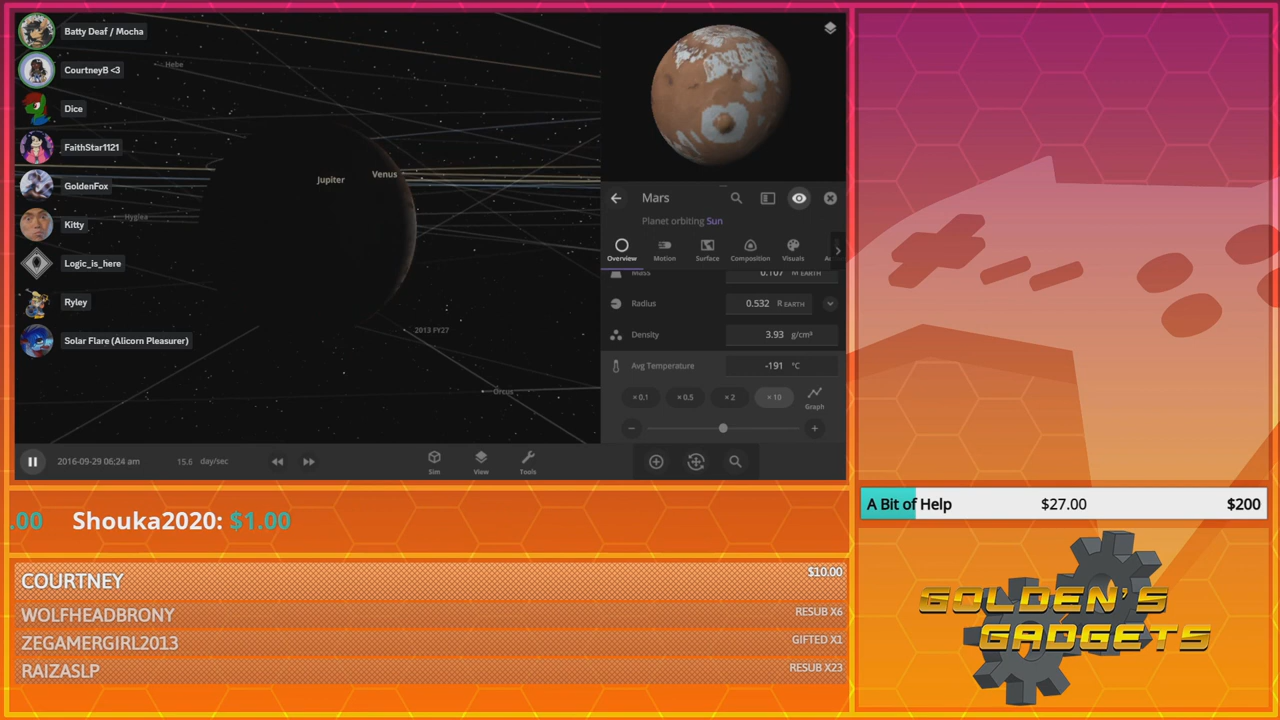 Batty Deaf / Mocha
CourtneyB <3
Dice
FaithStar1121
GoldenFox
Kitty
Logic_is_here
Ryley
Solar Flare (Alicorn Pleasurer)
Hebe
Jupiter
Venus
Hygiea
2013 FY27
Orcus
2016-09-29 06:24 am
15.6 day/sec
Sim
View
Tools
Mars
Planet orbiting Sun
Overview
Motion
Surface
Composition
Visuals
Mass 0.107 M EARTH
Radius 0.532 R EARTH
Density 3.93 g/cm³
Avg Temperature -191 °C
× 0.1
× 0.5
× 2
× 10
Graph
.00 Shouka2020: $1.00
COURTNEY $10.00
WOLFHEADBRONY RESUB X6
ZEGAMERGIRL2013 GIFTED X1
RAIZASLP RESUB X23
A Bit of Help $27.00 $200
GOLDEN'S
GADGETS